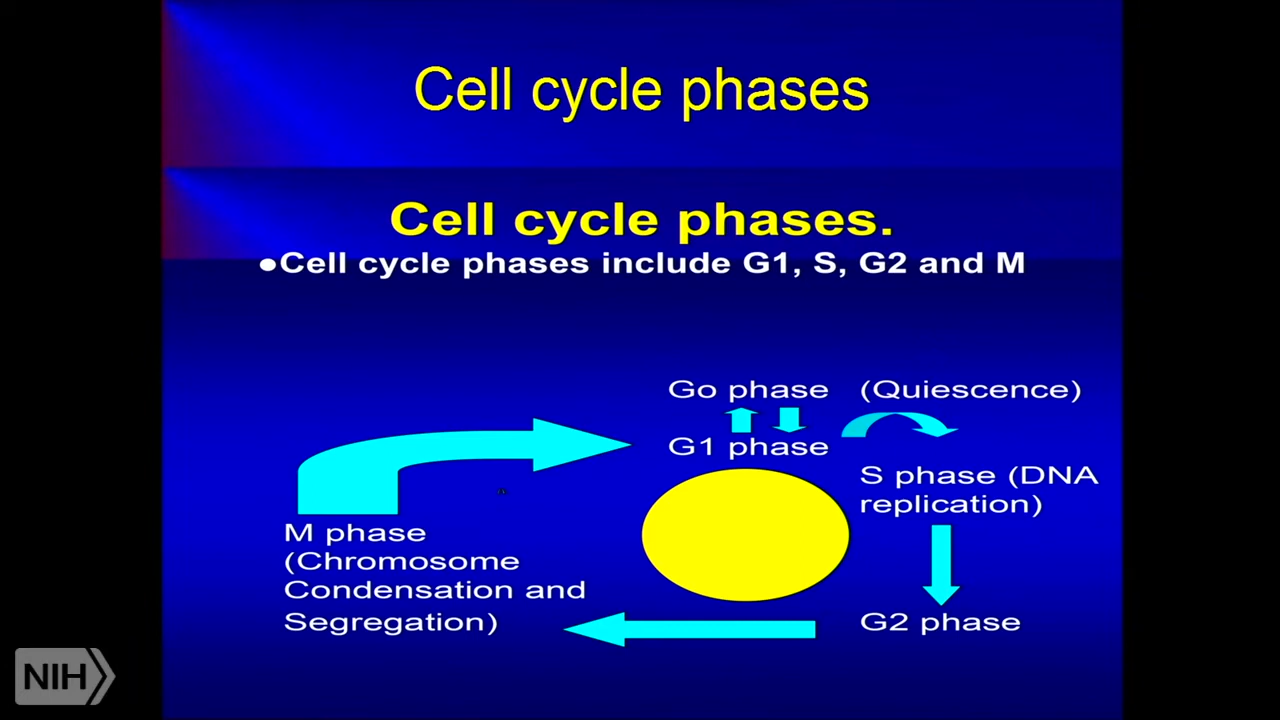 Cell cycle phases
Cell cycle phases.
●Cell cycle phases include G1, S, G2 and M
Go phase (Quiescence)
G1 phase
S phase (DNA
replication)
G2 phase
M phase
(Chromosome
Condensation and
Segregation)
NIH